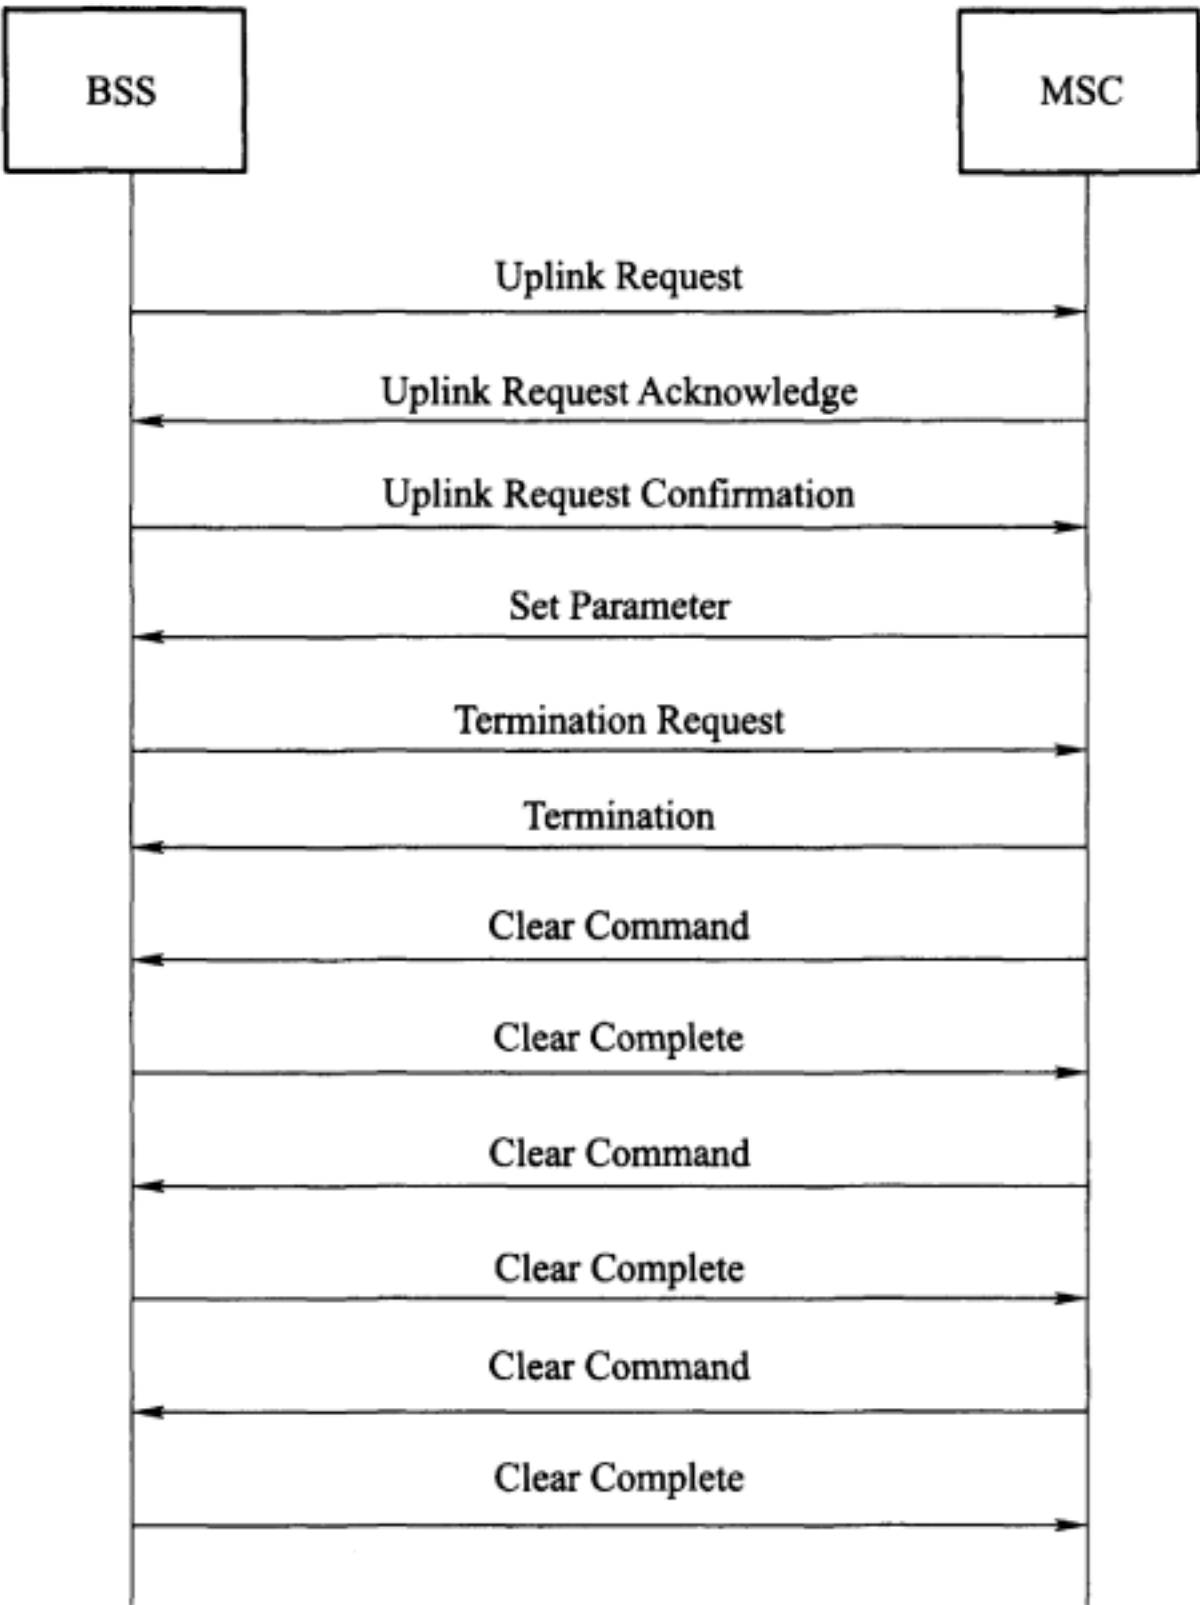 BSS
MSC
Uplink Request
Uplink Request Acknowledge
Uplink Request Confirmation
Set Parameter
Termination Request
Termination
Clear Command
Clear Complete
Clear Command
Clear Complete
Clear Command
Clear Complete